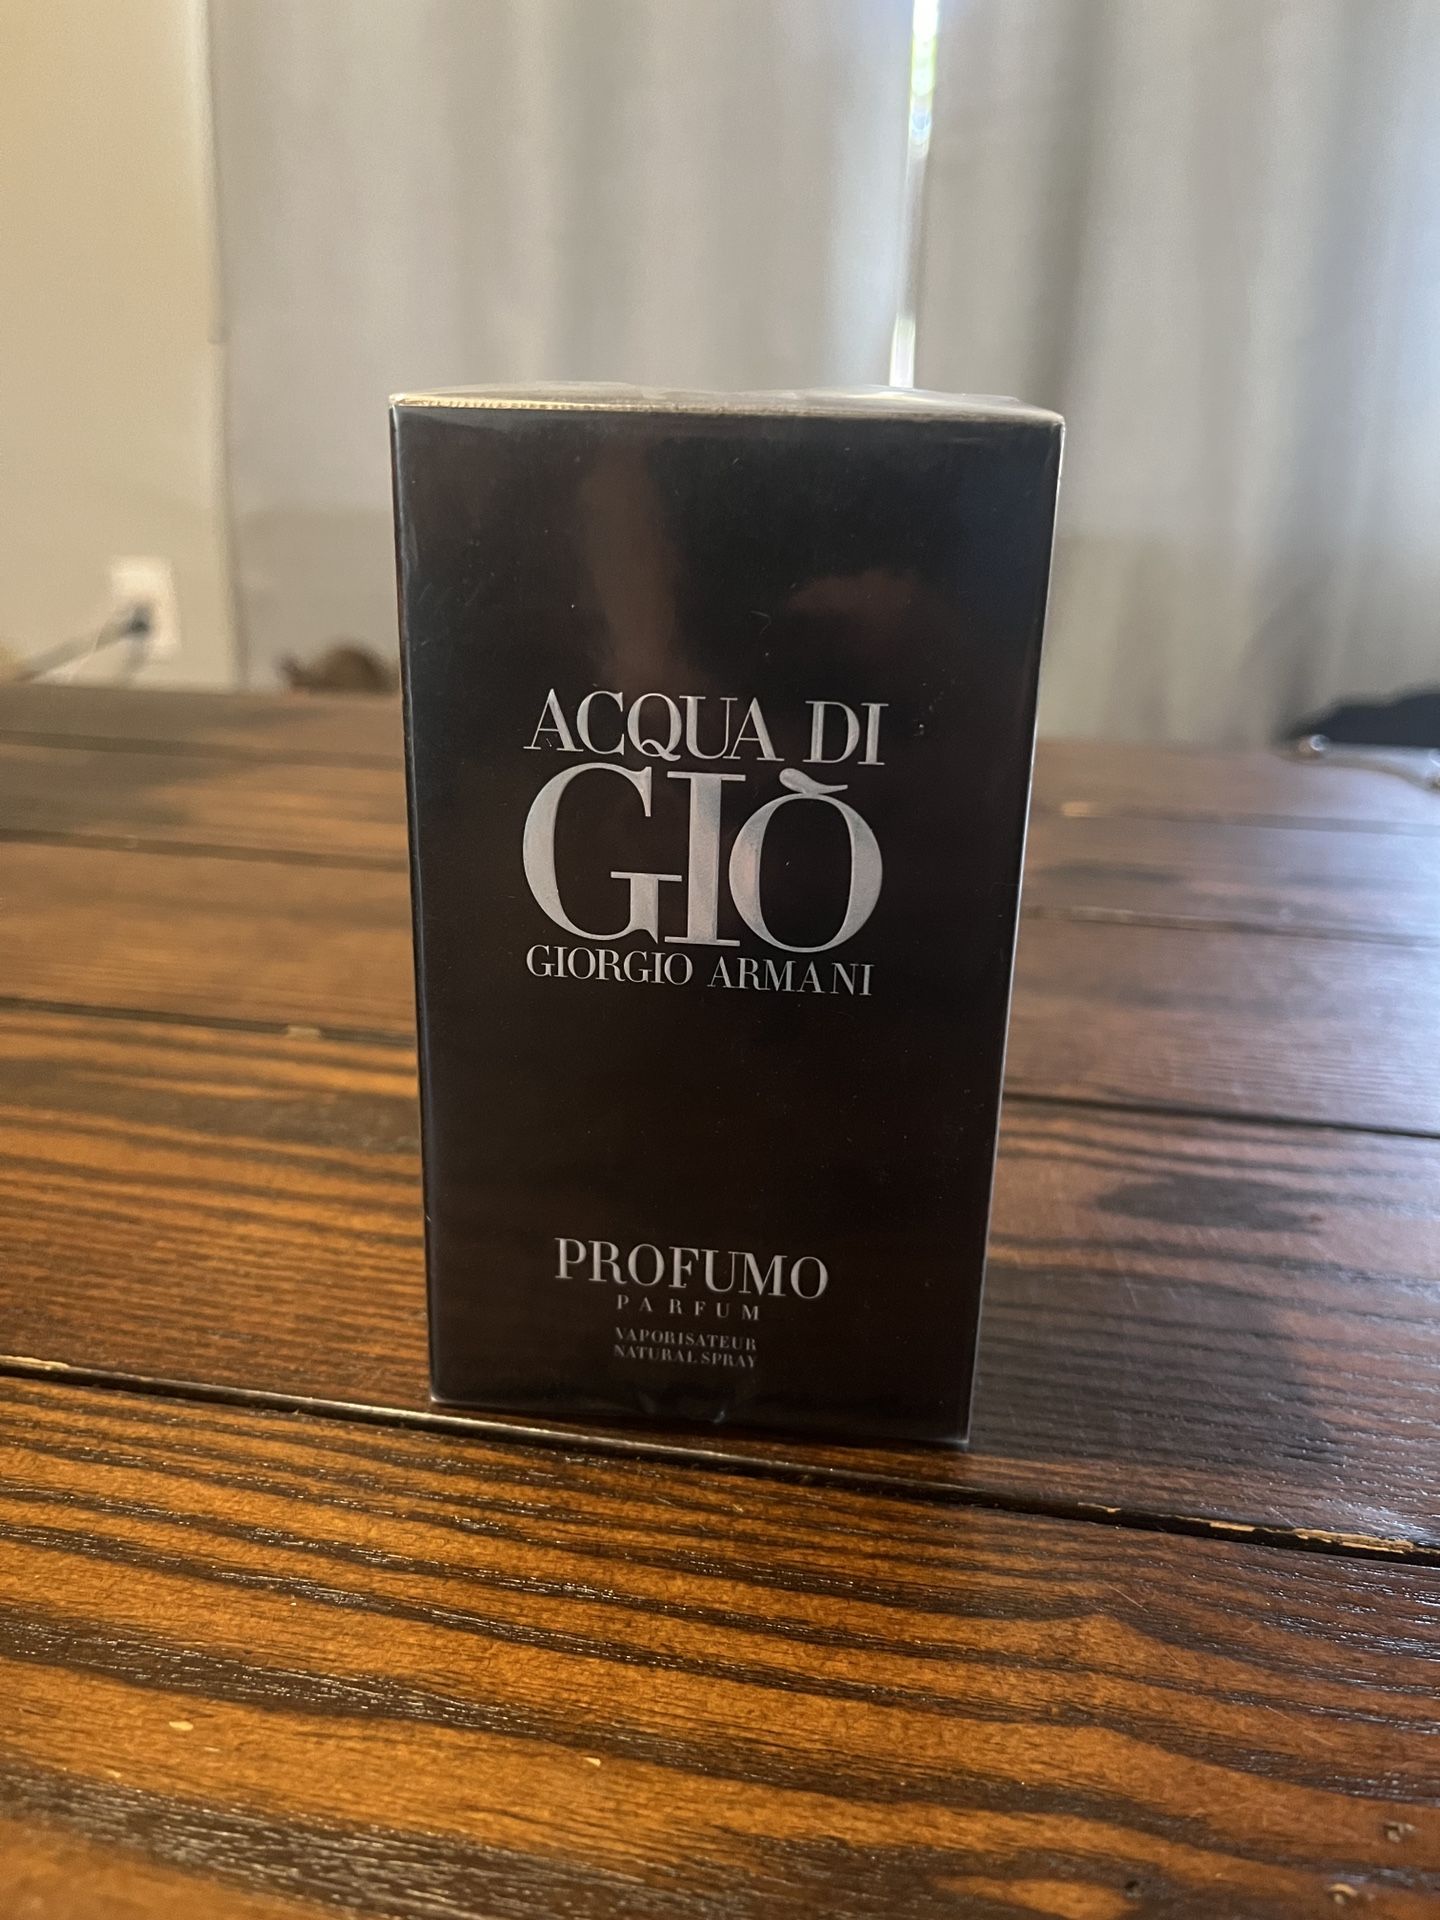 ACQUA DI
GIÒ
GIORGIO ARMANI
PROFUMO
PARFUM
VAPORISATEUR
NATURAL SPRAY